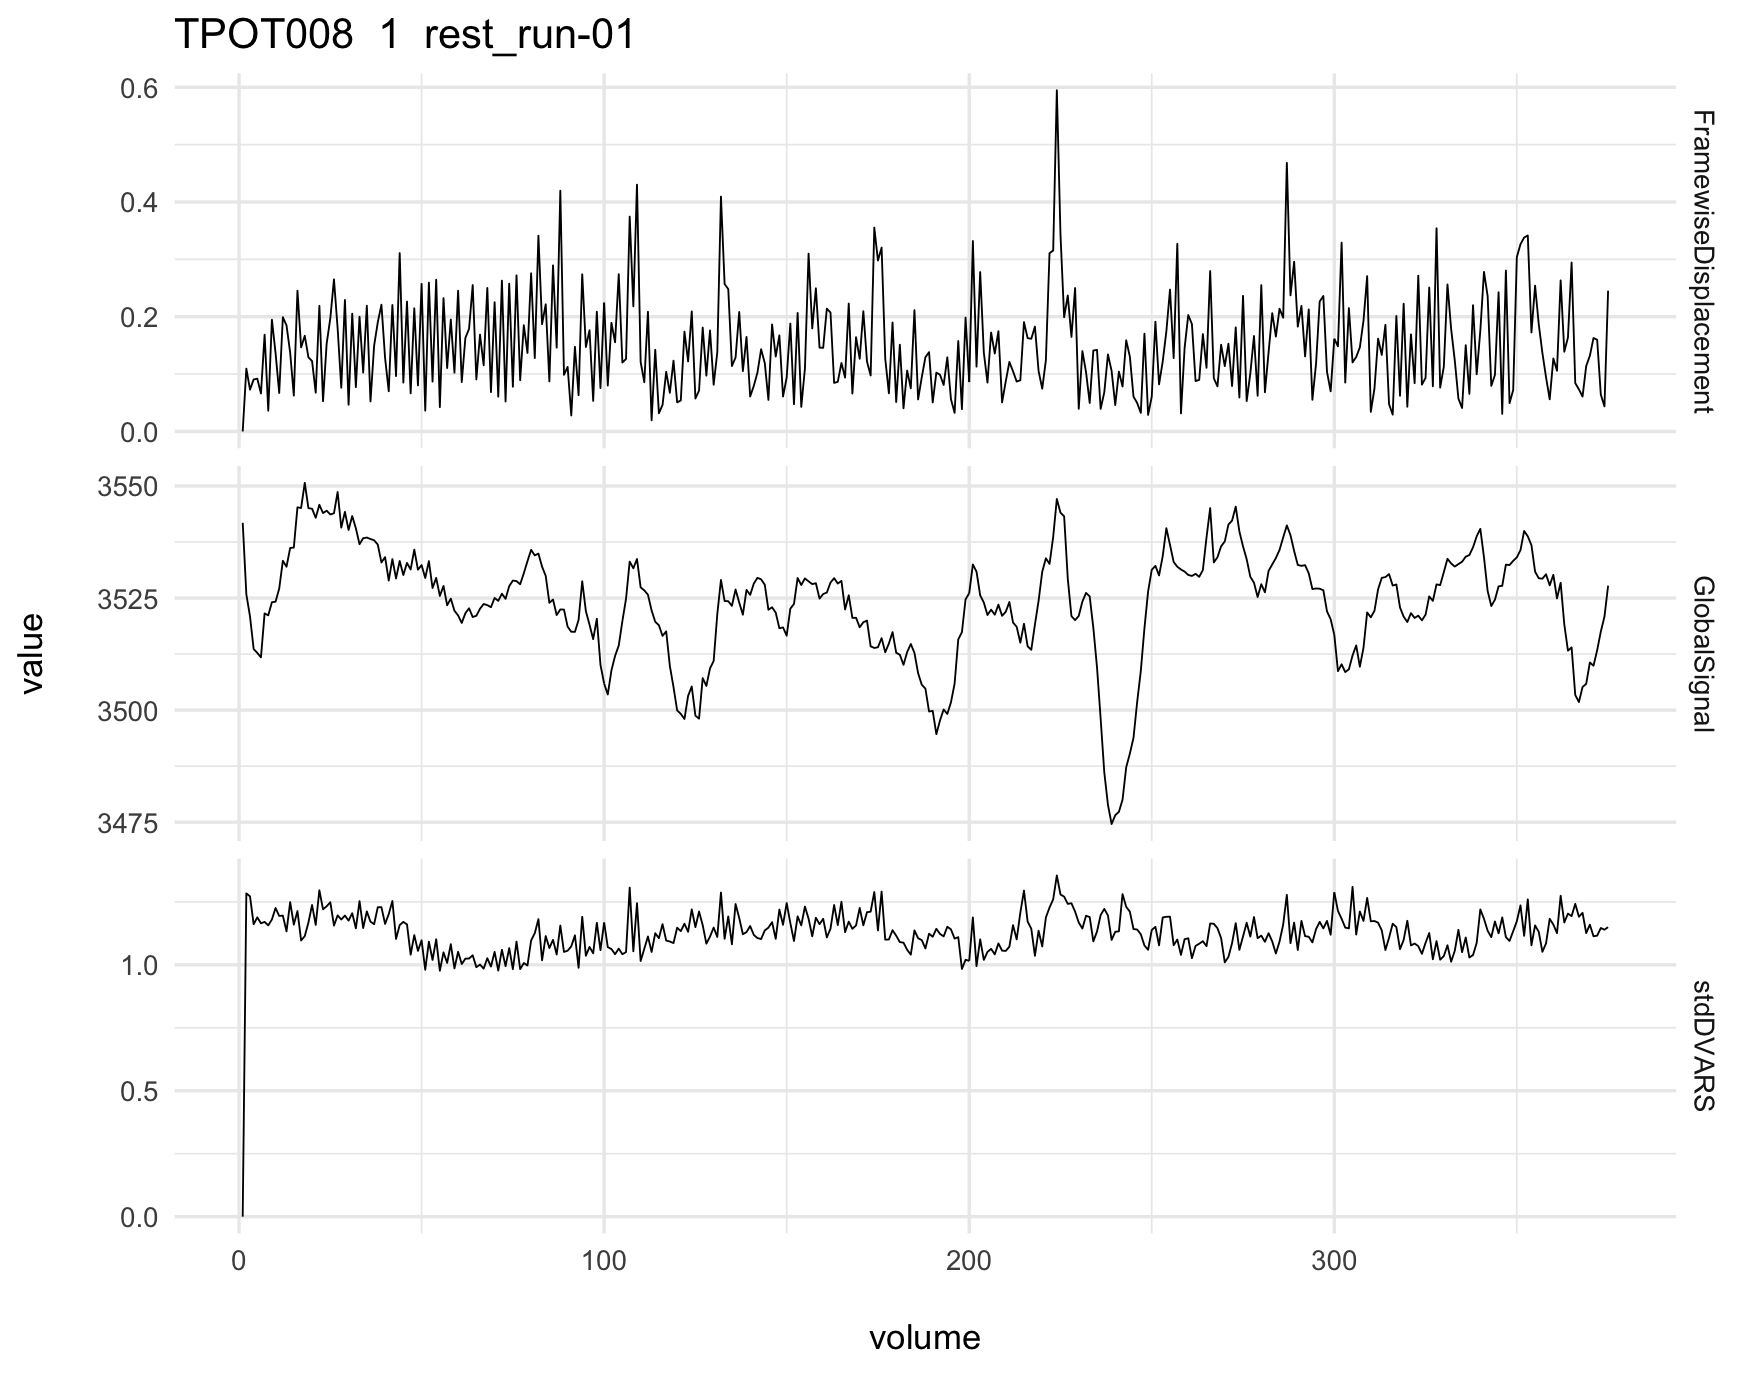 TPOT008 1 rest_run-01
0.6
0.4
0.2
0.0
FramewiseDisplacement
3550
3525
3500
3475
GlobalSignal
value
1.0
0.5
0.0
stdDVARS
0 100 200 300
volume